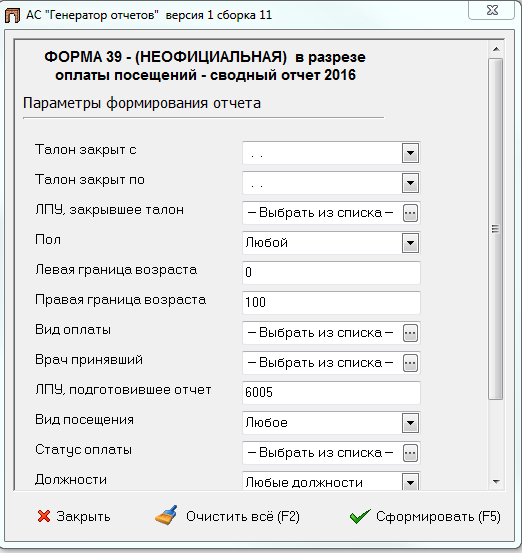 АС "Генератор отчетов" версия 1 сборка 11
ФОРМА 39 - (НЕОФИЦИАЛЬНАЯ) в разрезе
оплаты посещений - сводный отчет 2016
Параметры формирования отчета
Талон закрыт с . .
Талон закрыт по . .
ЛПУ, закрывшее талон – Выбрать из списка – ...
Пол Любой
Левая граница возраста 0
Правая граница возраста 100
Вид оплаты – Выбрать из списка – ...
Врач принявший – Выбрать из списка – ...
ЛПУ, подготовившее отчет 6005
Вид посещения Любое
Статус оплаты – Выбрать из списка – ...
Должности Любые должности
Закрыть Очистить всё (F2) Сформировать (F5)